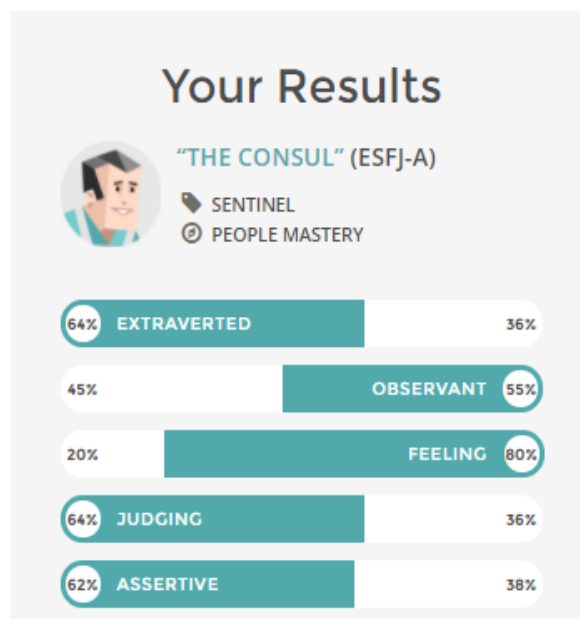 Your Results
“THE CONSUL” (ESFJ-A)
SENTINEL
PEOPLE MASTERY
64% EXTRAVERTED 36%
45% OBSERVANT 55%
20% FEELING 80%
64% JUDGING 36%
62% ASSERTIVE 38%